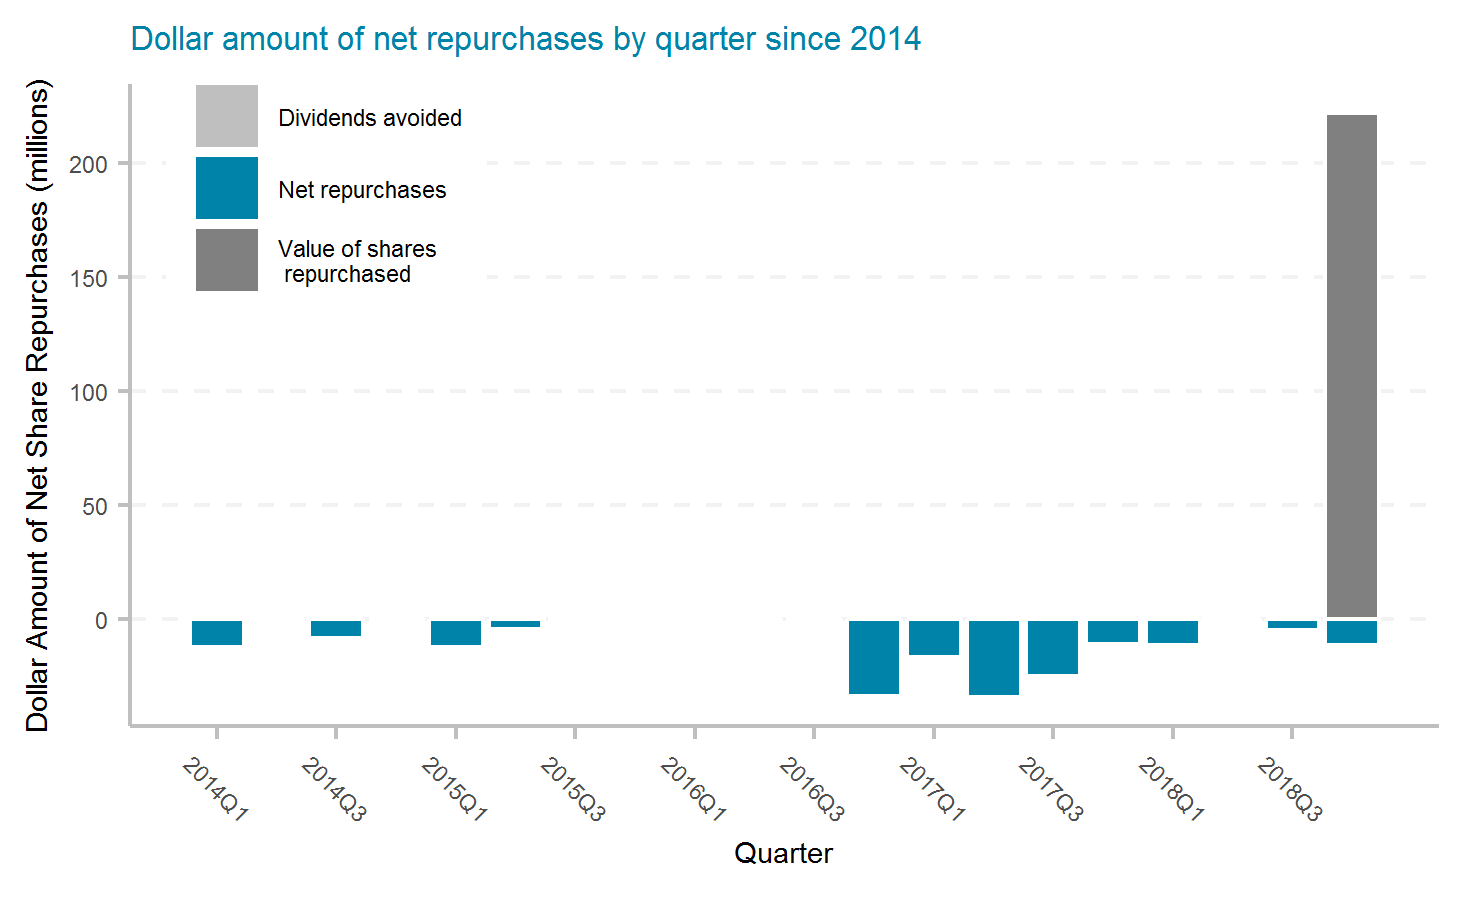 Dollar amount of net repurchases by quarter since 2014
Dollar Amount of Net Share Repurchases (millions)
Dividends avoided
Net repurchases
Value of shares
repurchased
200
150
100
50
0
2014Q1
2014Q3
2015Q1
2015Q3
2016Q1
2016Q3
2017Q1
2017Q3
2018Q1
2018Q3
Quarter